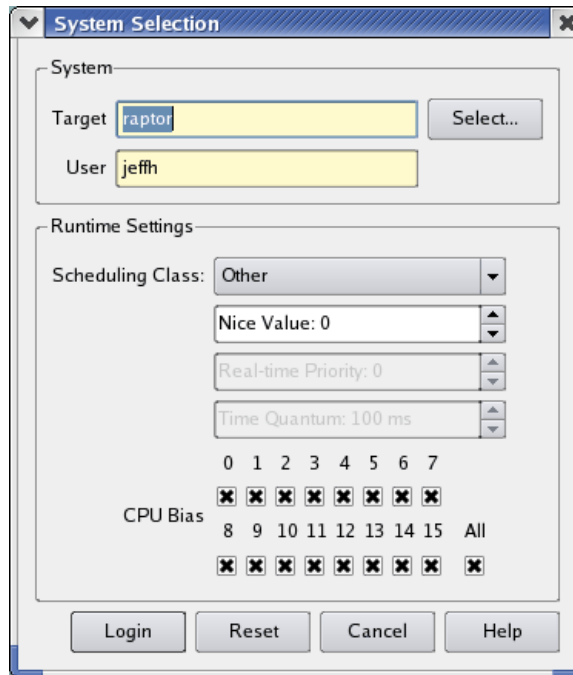 System Selection
System
Target raptor Select...
User jeffh
Runtime Settings
Scheduling Class: Other
Nice Value: 0
Real-time Priority: 0
Time Quantum: 100 ms
0 1 2 3 4 5 6 7
CPU Bias
8 9 10 11 12 13 14 15 All
Login Reset Cancel Help